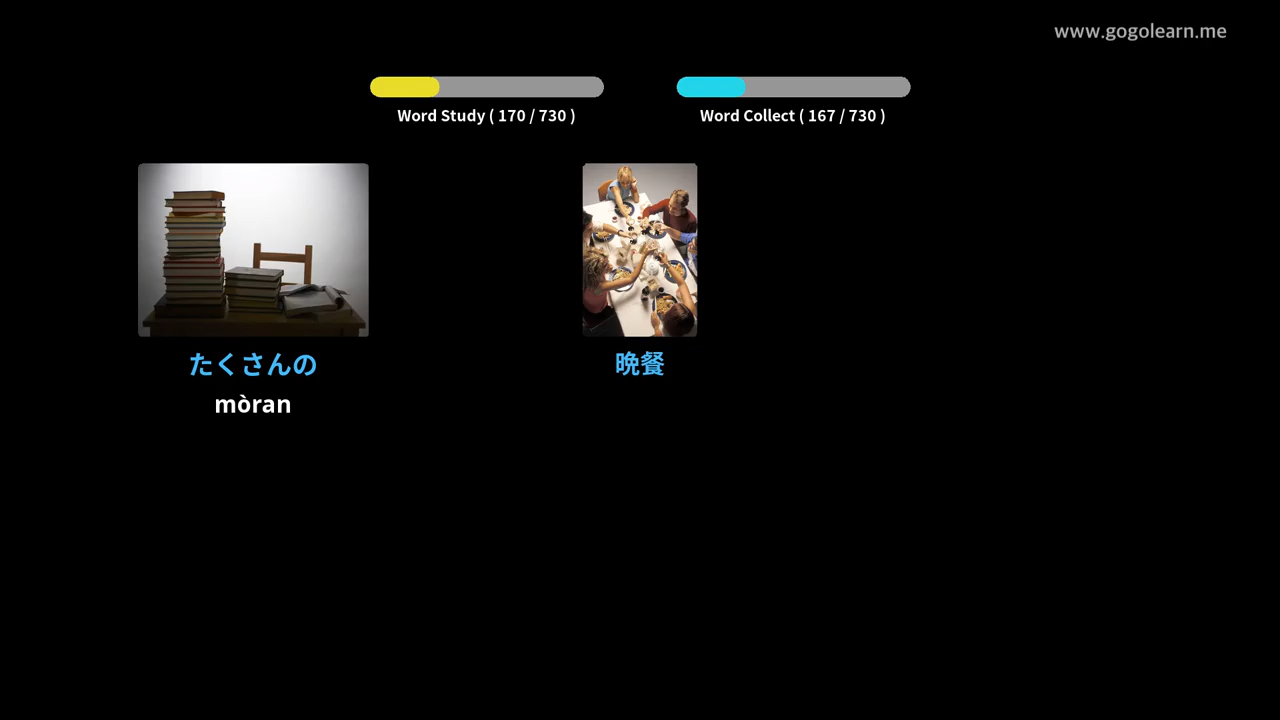 www.gogolearn.me
Word Study ( 170 / 730 )
Word Collect ( 167 / 730 )
たくさんの
mòran
晩餐